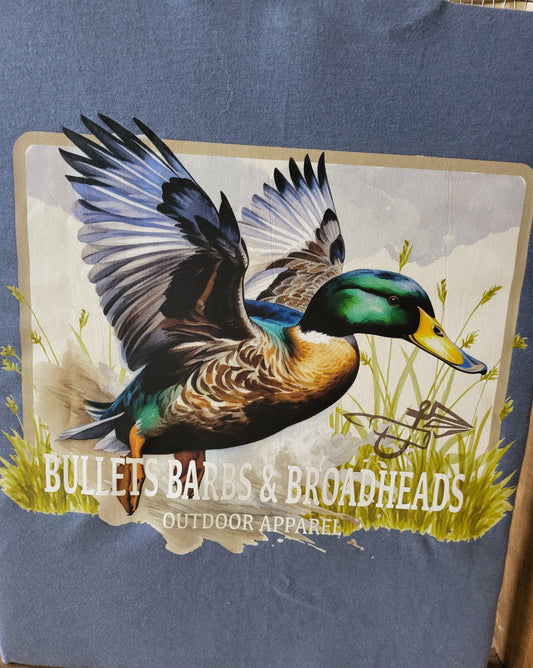 BULLETS BARBS & BROADHEADS
OUTDOOR APPAREL